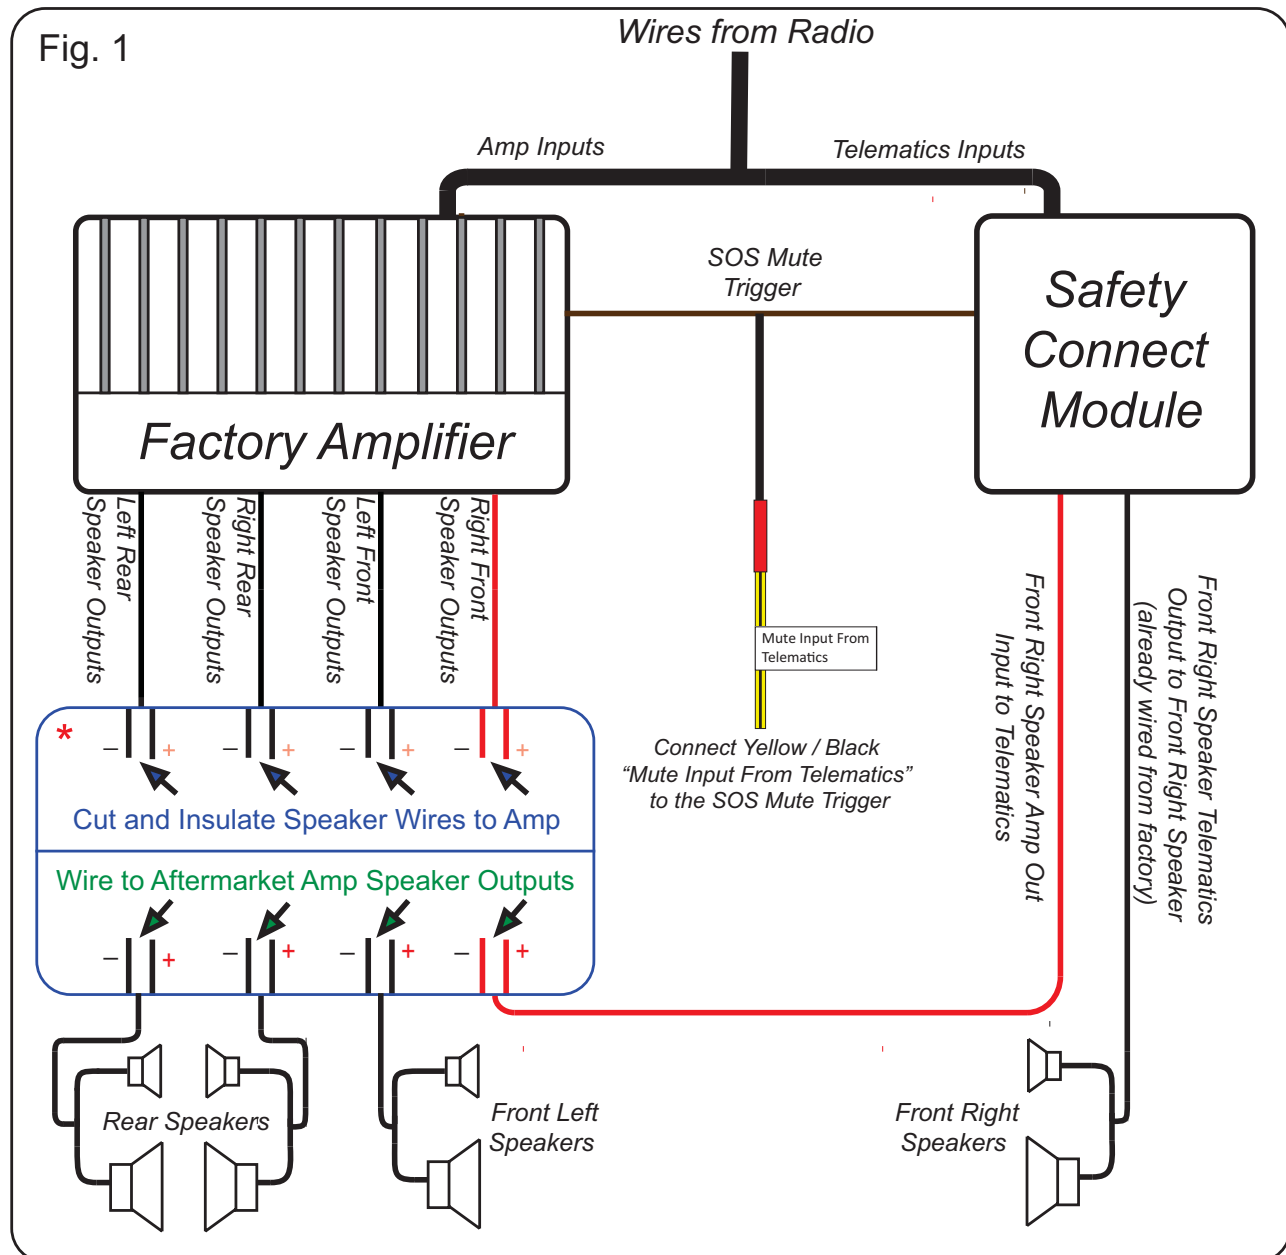 Fig. 1
Wires from Radio
Amp Inputs
Telematics Inputs
SOS Mute
Trigger
Safety
Connect
Module
Factory Amplifier
Left Rear
Speaker Outputs
Right Rear
Speaker Outputs
Left Front
Speaker Outputs
Right Front
Speaker Outputs
Mute Input From
Telematics
Connect Yellow / Black
“Mute Input From Telematics”
to the SOS Mute Trigger
Front Right Speaker Amp Out
Input to Telematics
Front Right Speaker Telematics
Output to Front Right Speaker
(already wired from factory)
*
– + – + – + – +
Cut and Insulate Speaker Wires to Amp
Wire to Aftermarket Amp Speaker Outputs
– + – + – + – +
Rear Speakers
Front Left
Speakers
Front Right
Speakers